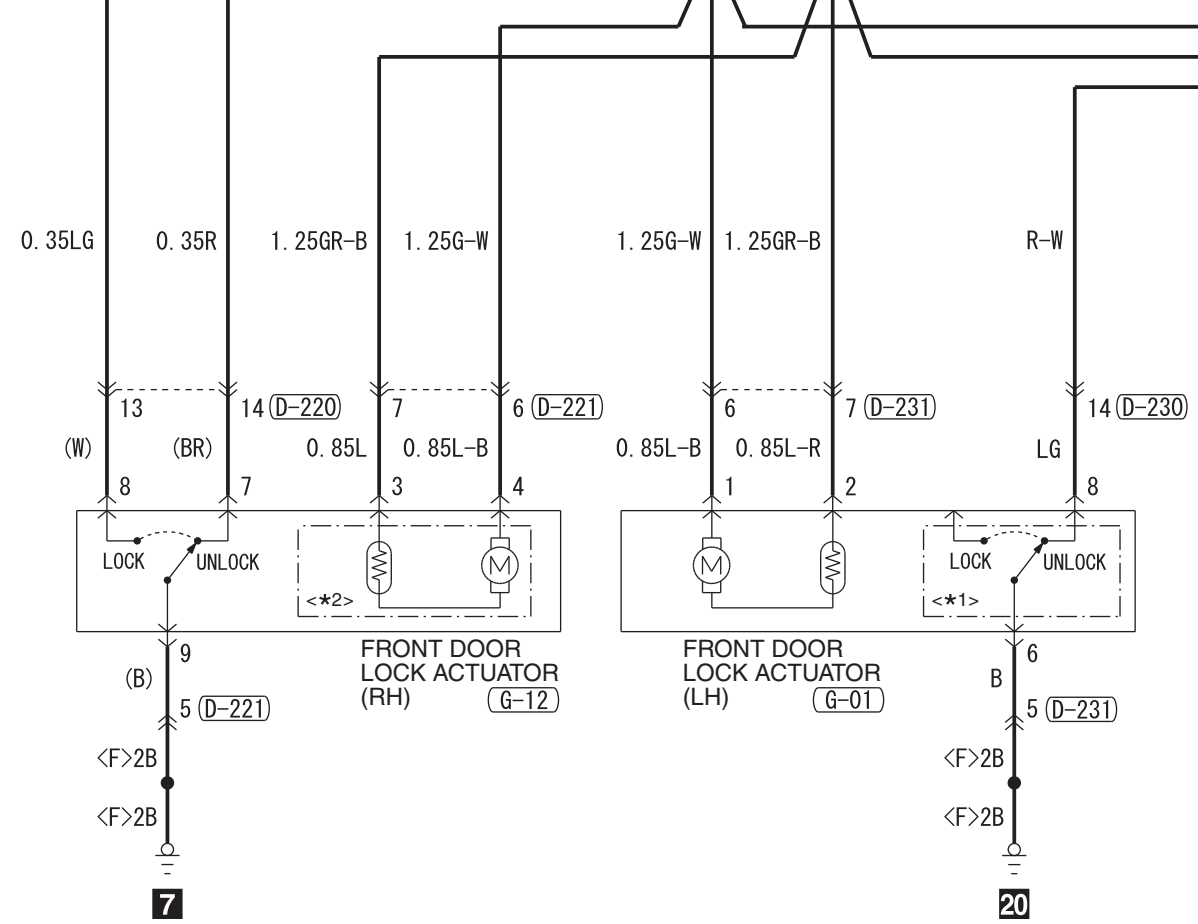 0.35LG 0.35R 1.25GR-B 1.25G-W 1.25G-W 1.25GR-B R-W
13 14 D-220 7 6 D-221 6 7 D-231 14 D-230
(W) (BR) 0.85L 0.85L-B 0.85L-B 0.85L-R LG
8 7 3 4 1 2 8
LOCK UNLOCK M M LOCK UNLOCK
<*2> <*1>
FRONT DOOR
LOCK ACTUATOR
(RH) G-12
FRONT DOOR
LOCK ACTUATOR
(LH) G-01
9 6
(B) B
5 D-221 5 D-231
<F>2B <F>2B
<F>2B <F>2B
7 20